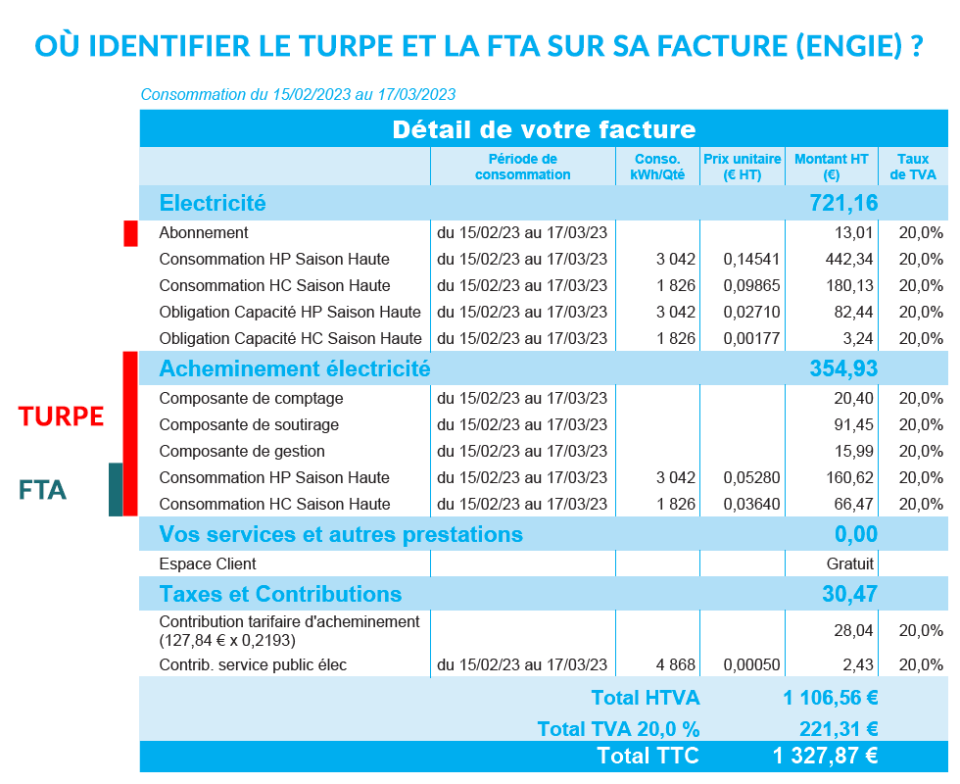 OÙ IDENTIFIER LE TURPE ET LA FTA SUR SA FACTURE (ENGIE) ?
Consommation du 15/02/2023 au 17/03/2023
Détail de votre facture
Période de consommation Conso. kWh/Qté Prix unitaire (€ HT) Montant HT (€) Taux de TVA
Electricité 721,16
Abonnement du 15/02/23 au 17/03/23 13,01 20,0%
Consommation HP Saison Haute du 15/02/23 au 17/03/23 3 042 0,14541 442,34 20,0%
Consommation HC Saison Haute du 15/02/23 au 17/03/23 1 826 0,09865 180,13 20,0%
Obligation Capacité HP Saison Haute du 15/02/23 au 17/03/23 3 042 0,02710 82,44 20,0%
Obligation Capacité HC Saison Haute du 15/02/23 au 17/03/23 1 826 0,00177 3,24 20,0%
Acheminement électricité 354,93
Composante de comptage du 15/02/23 au 17/03/23 20,40 20,0%
TURPE
Composante de soutirage du 15/02/23 au 17/03/23 91,45 20,0%
Composante de gestion du 15/02/23 au 17/03/23 15,99 20,0%
Consommation HP Saison Haute du 15/02/23 au 17/03/23 3 042 0,05280 160,62 20,0%
FTA
Consommation HC Saison Haute du 15/02/23 au 17/03/23 1 826 0,03640 66,47 20,0%
Vos services et autres prestations 0,00
Espace Client Gratuit
Taxes et Contributions 30,47
Contribution tarifaire d'acheminement
(127,84 € x 0,2193) 28,04 20,0%
Contrib. service public élec du 15/02/23 au 17/03/23 4 868 0,00050 2,43 20,0%
Total HTVA 1 106,56 €
Total TVA 20,0 % 221,31 €
Total TTC 1 327,87 €